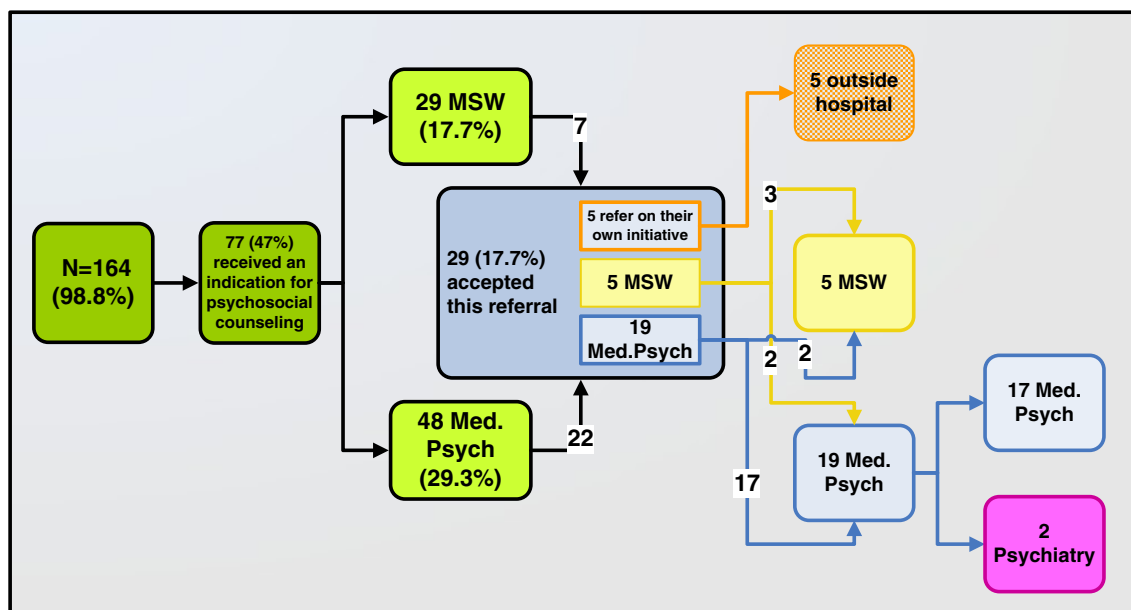 N=164
(98.8%)
77 (47%)
received an
indication for
psychosocial
counseling
29 MSW
(17.7%)
7
48 Med.
Psych
(29.3%)
22
29 (17.7%)
accepted
this referral
5 refer on their
own initiative
5 MSW
19
Med.Psych
5 outside
hospital
3
5 MSW
2
2
17
19 Med.
Psych
17 Med.
Psych
2
Psychiatry